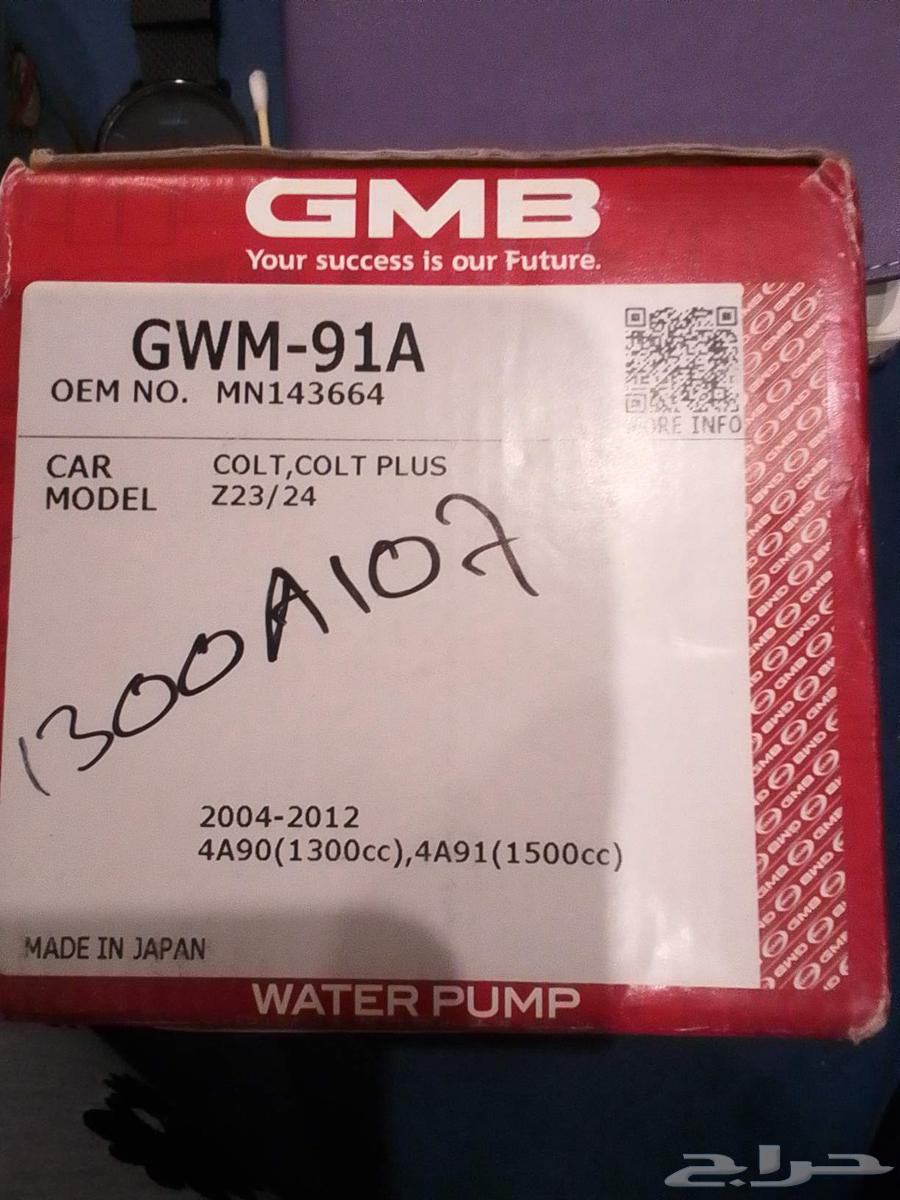 GMB
Your success is our Future.
GWM-91A
OEM NO. MN143664
MORE INFO
CAR COLT,COLT PLUS
MODEL Z23/24
1300A107
2004-2012
4A90(1300cc),4A91(1500cc)
MADE IN JAPAN
WATER PUMP
حراج